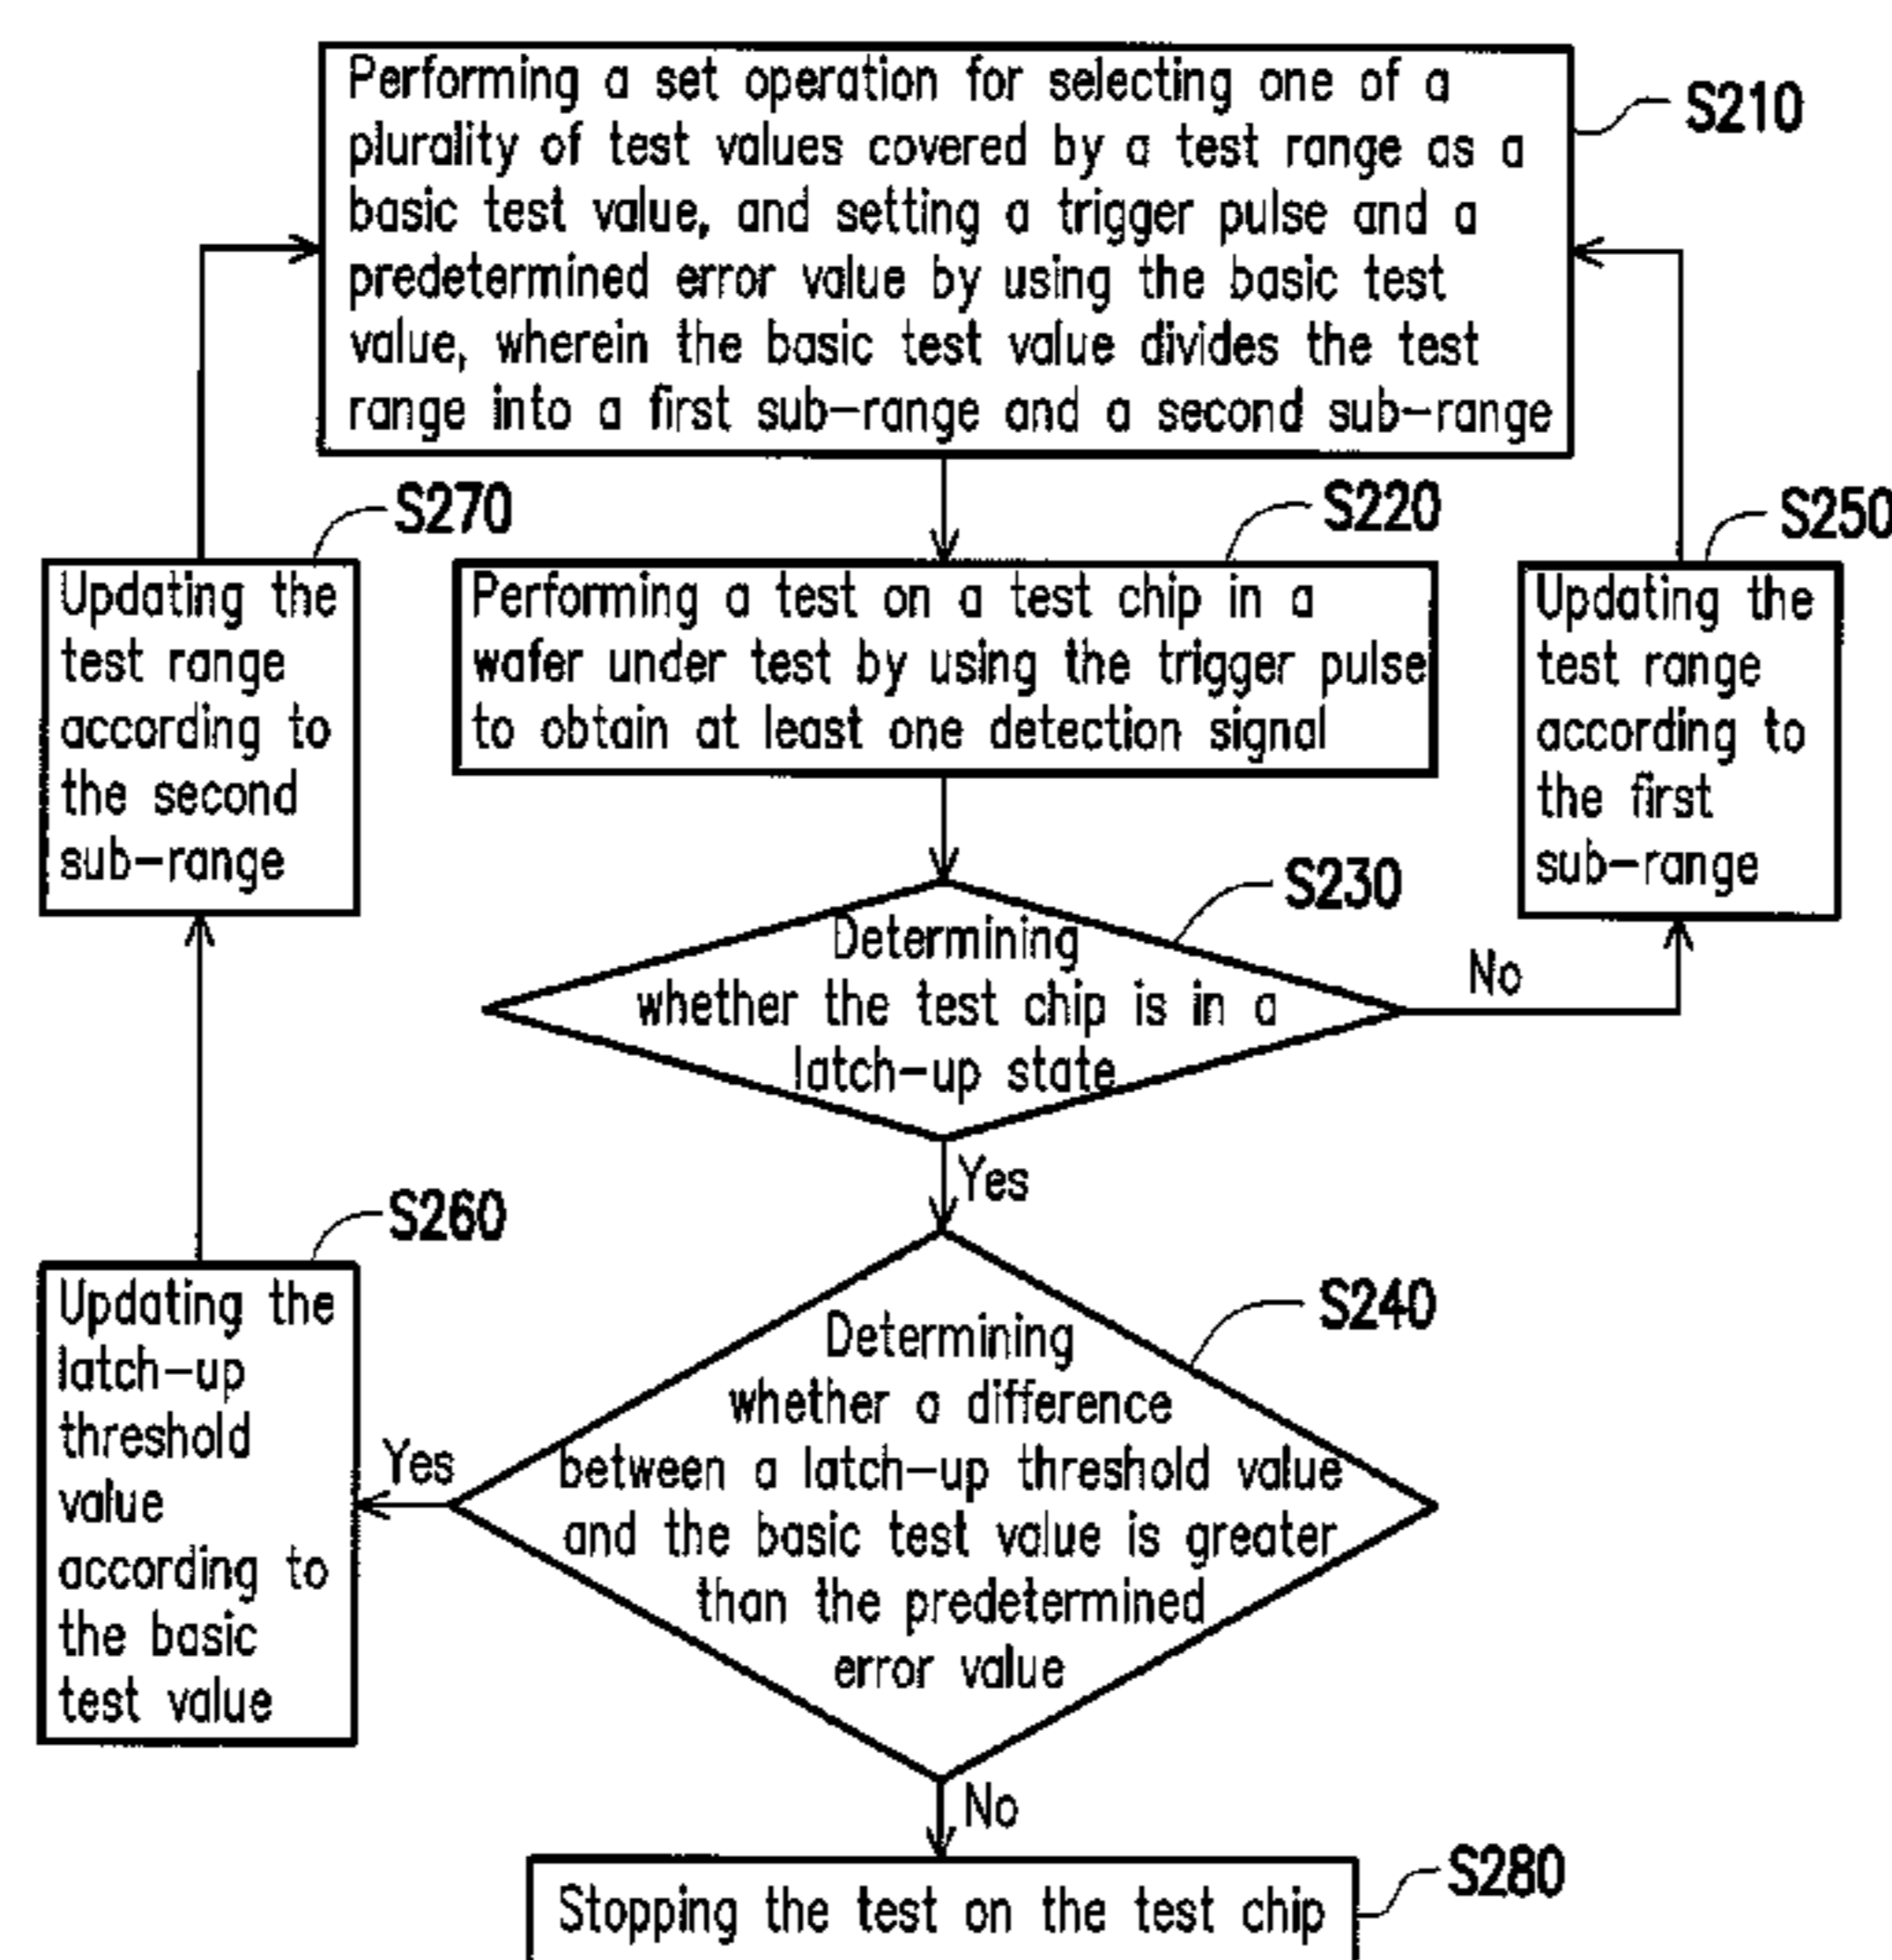 Performing a set operation for selecting one of a
plurality of test values covered by a test range as a
basic test value, and setting a trigger pulse and a
predetermined error value by using the basic test
value, wherein the basic test value divides the test
range into a first sub-range and a second sub-range
S210
S270
Updating the
test range
according to
the second
sub-range
S220
Performing a test on a test chip in a
wafer under test by using the trigger pulse
to obtain at least one detection signal
S250
Updating the
test range
according to
the first
sub-range
S230
Determining
whether the test chip is in a
latch-up state
No
Yes
S260
Updating the
latch-up
threshold
value
according to
the basic
test value
S240
Determining
whether a difference
between a latch-up threshold value
and the basic test value is greater
than the predetermined
error value
Yes
No
S280
Stopping the test on the test chip